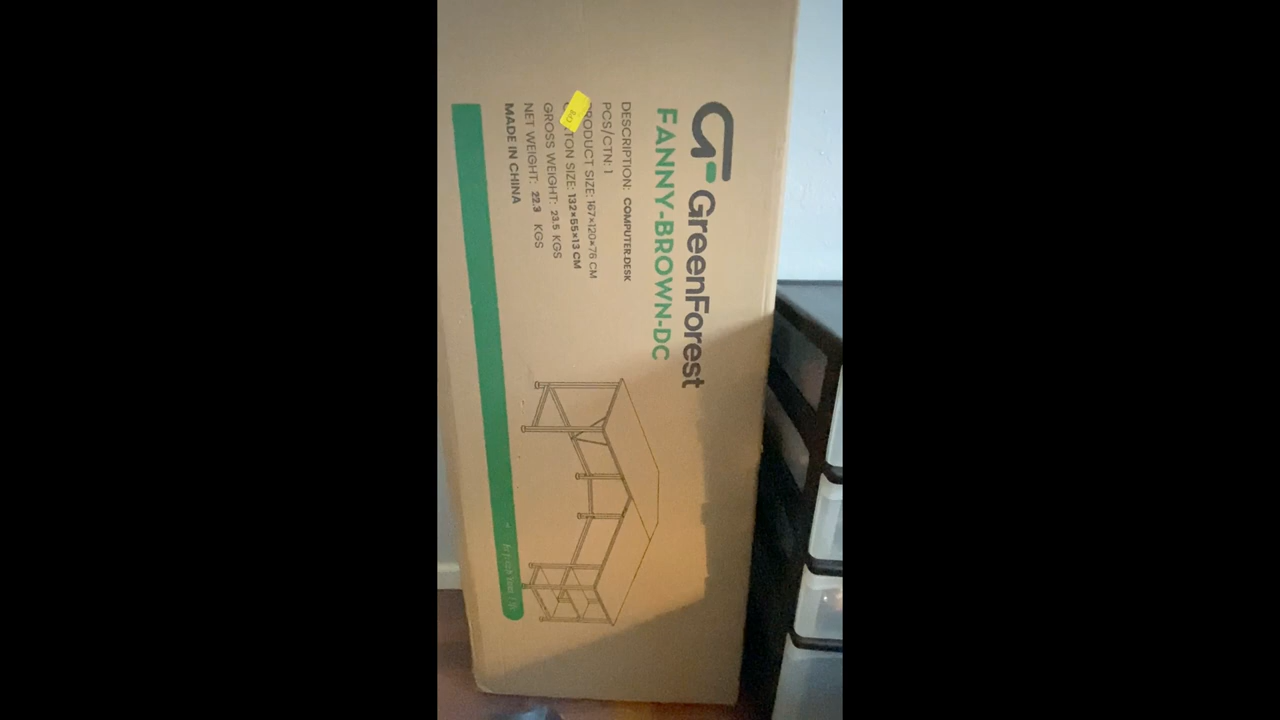 GreenForest
FANNY-BROWN-DC
DESCRIPTION: COMPUTER DESK
PCS/CTN: 1
RODUCT SIZE: 167×120×76 CM
TON SIZE: 132×55×13 CM
GROSS WEIGHT: 23.5 KGS
NET WEIGHT: 22.3 KGS
MADE IN CHINA